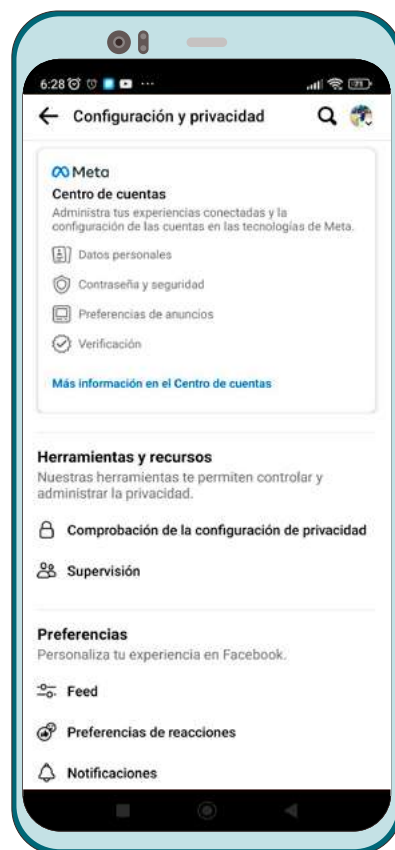 6:28
71
Configuración y privacidad
Meta
Centro de cuentas
Administra tus experiencias conectadas y la
configuración de las cuentas en las tecnologías de Meta.
Datos personales
Contraseña y seguridad
Preferencias de anuncios
Verificación
Más información en el Centro de cuentas
Herramientas y recursos
Nuestras herramientas te permiten controlar y
administrar la privacidad.
Comprobación de la configuración de privacidad
Supervisión
Preferencias
Personaliza tu experiencia en Facebook.
Feed
Preferencias de reacciones
Notificaciones